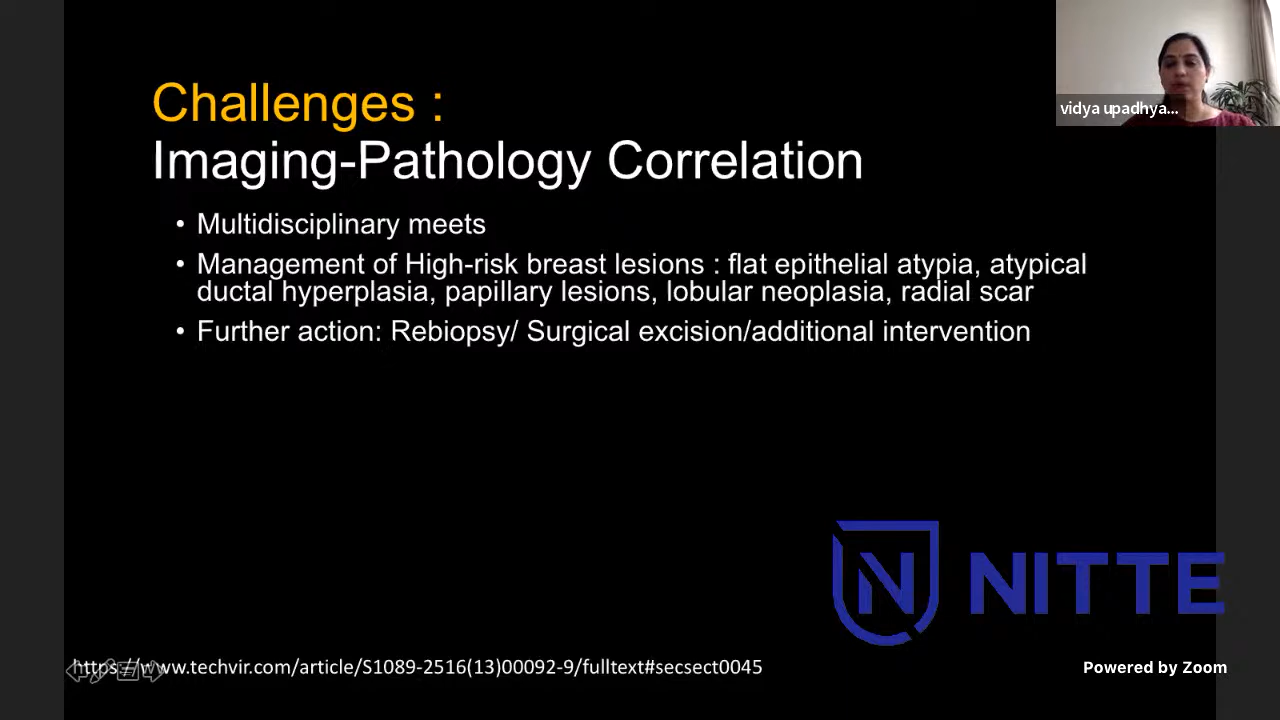 vidya upadhya...
Challenges :
Imaging-Pathology Correlation
• Multidisciplinary meets
• Management of High-risk breast lesions : flat epithelial atypia, atypical
ductal hyperplasia, papillary lesions, lobular neoplasia, radial scar
• Further action: Rebiopsy/ Surgical excision/additional intervention
N NITTE
https://www.techvir.com/article/S1089-2516(13)00092-9/fulltext#secsect0045
Powered by Zoom